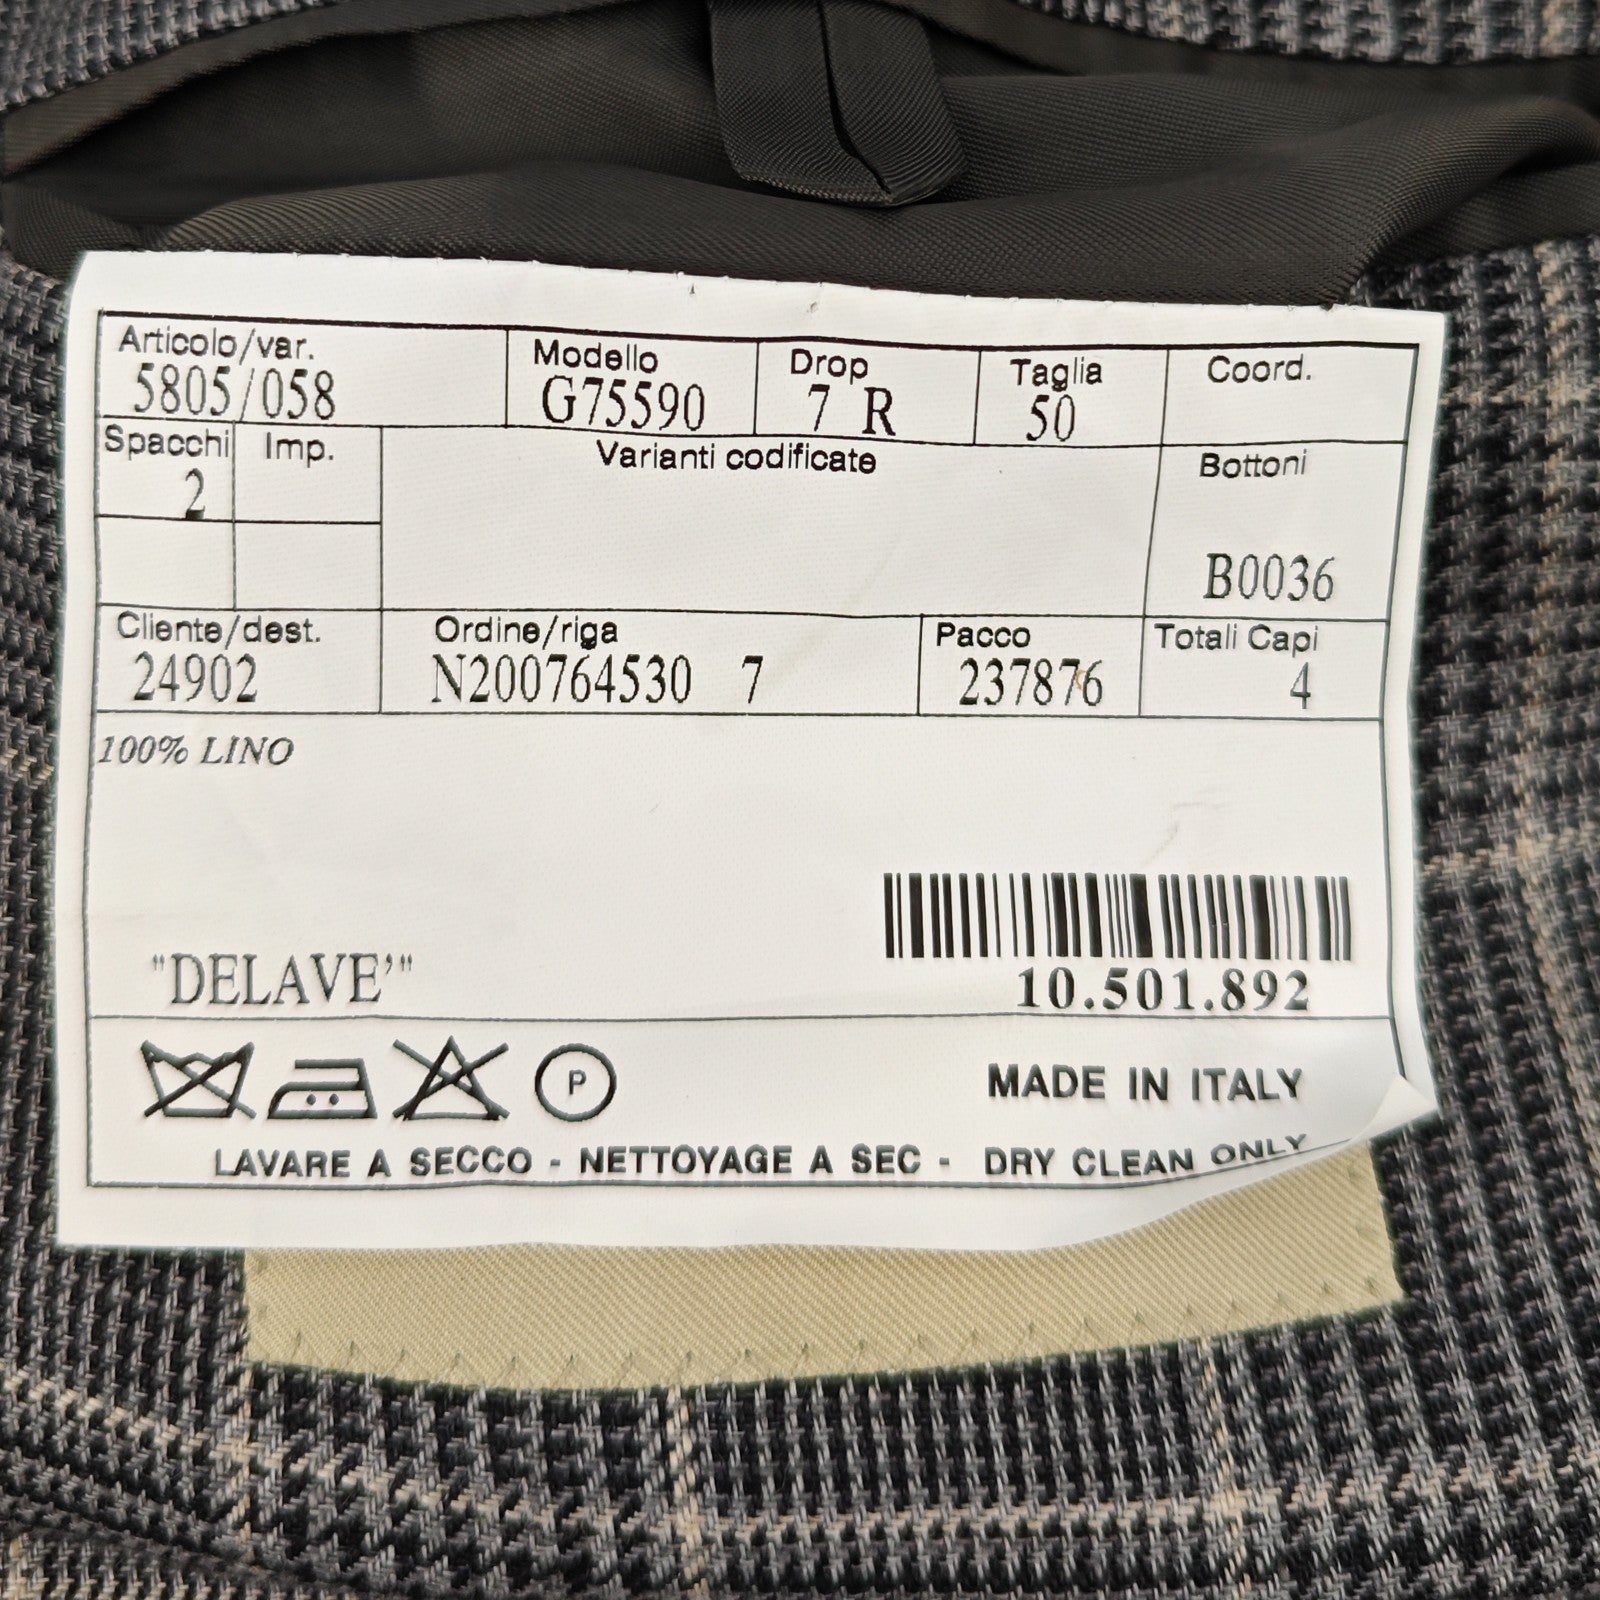 Articolo/var. Modello Drop Taglia Coord.
5805/058 G75590 7 R 50
Spacchi Imp. Varianti codificate Bottoni
2
B0036
Cliente/dest. Ordine/riga Pacco Totali Capi
24902 N200764530 7 237876 4
100% LINO
"DELAVE'"
10.501.892
P
MADE IN ITALY
LAVARE A SECCO - NETTOYAGE A SEC - DRY CLEAN ONLY